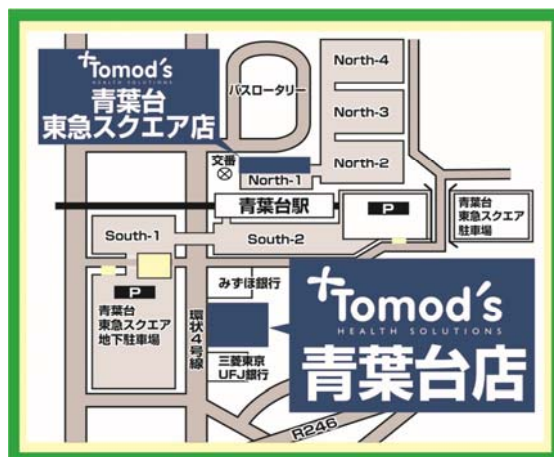 Tomod's
HEALTH SOLUTIONS
青葉台
東急スクエア店
バスロータリー
North-4
North-3
North-2
交番
North-1
青葉台駅
P
青葉台
東急スクエア
駐車場
South-1
South-2
P
青葉台
東急スクエア
地下駐車場
環状4号線
みずほ銀行
三菱東京
UFJ銀行
Tomod's
HEALTH SOLUTIONS
青葉台店
R246